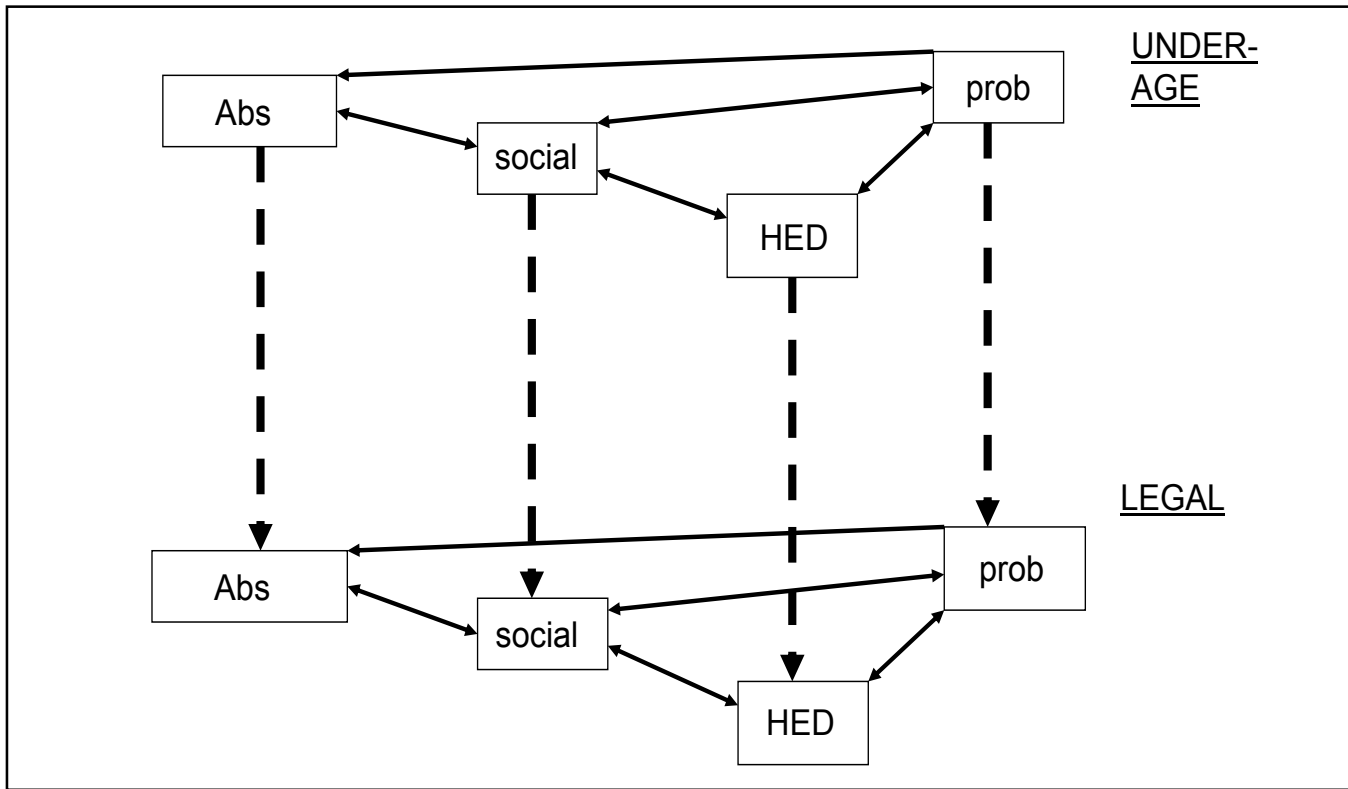 UNDER-
AGE
prob
Abs
social
HED
LEGAL
prob
Abs
social
HED